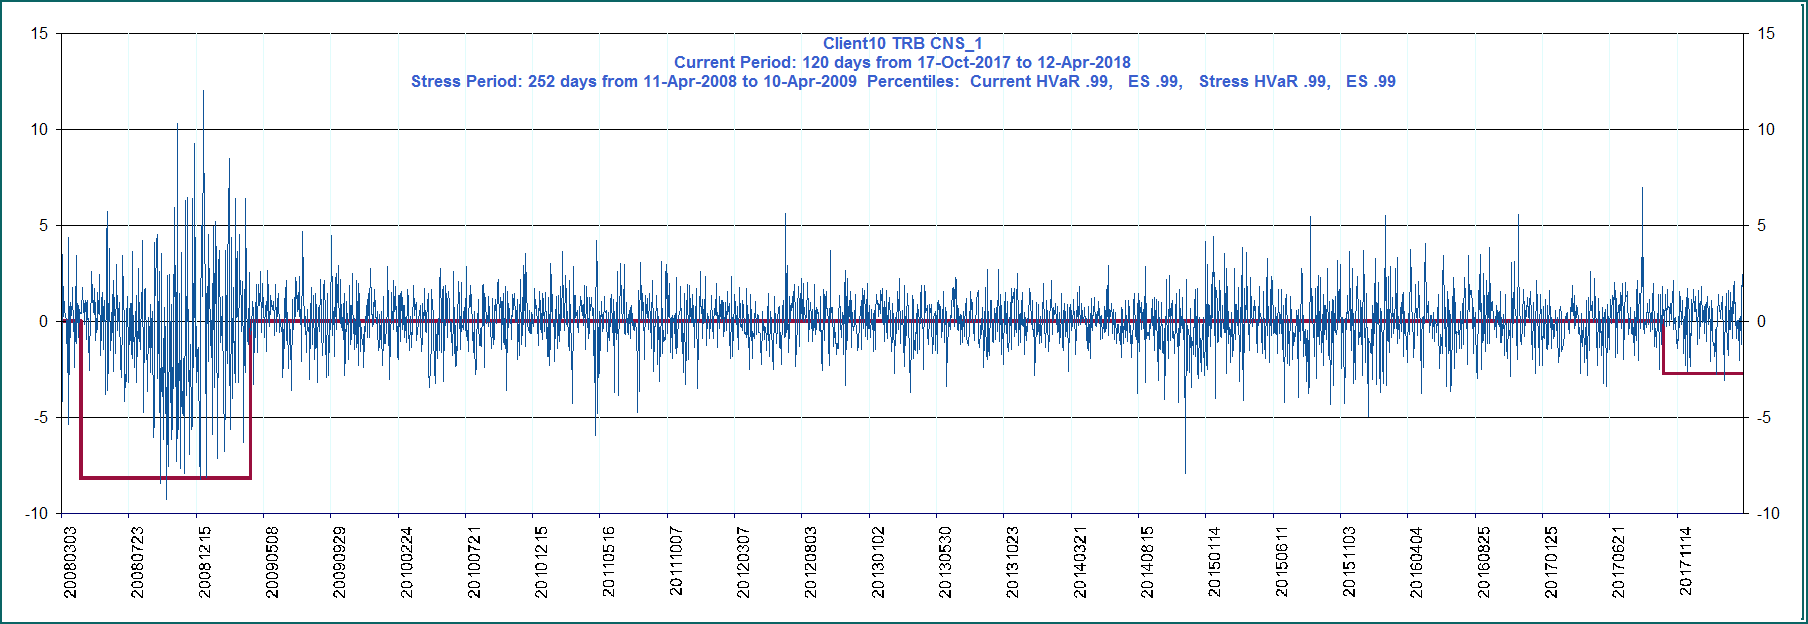 Client10 TRB CNS_1
Current Period: 120 days from 17-Oct-2017 to 12-Apr-2018
Stress Period: 252 days from 11-Apr-2008 to 10-Apr-2009 Percentiles: Current HVaR .99, ES .99, Stress HVaR .99, ES .99
15 15
10 10
5 5
0 0
-5 -5
-10 -10
20080303 20080723 20081215 20090508 20090929 20100224 20100721 20101215 20110516 20111007 20120307 20120803 20130102 20130530 20131023 20140321 20140815 20150114 20150611 20151103 20160404 20160825 20170125 20170621 20171114